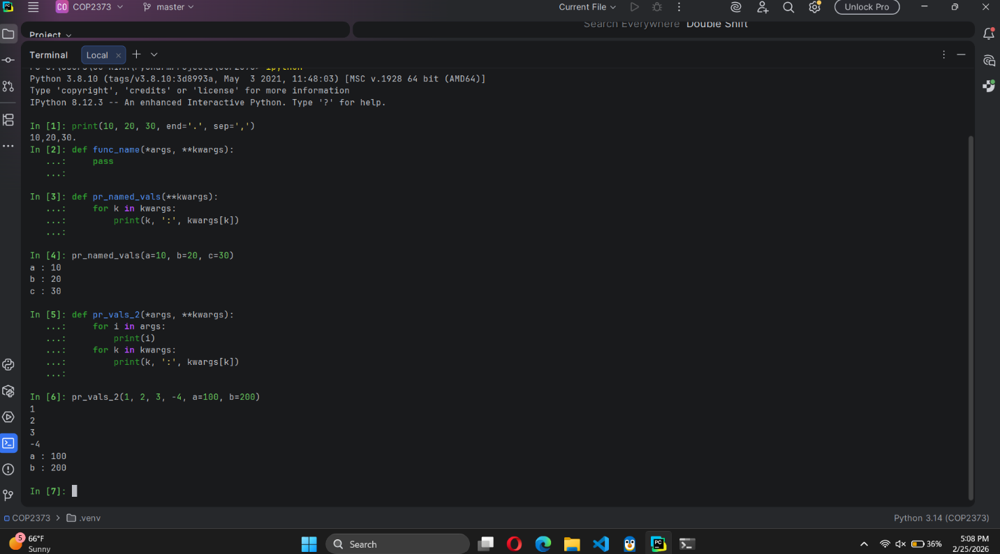 PC
CO COP2373
master
Current File
Unlock Pro
Project
Search Everywhere Double Shift
Terminal
Local
ipython
Python 3.8.10 (tags/v3.8.10:3d8993a, May  3 2021, 11:48:03) [MSC v.1928 64 bit (AMD64)]
Type 'copyright', 'credits' or 'license' for more information
IPython 8.12.3 -- An enhanced Interactive Python. Type '?' for help.
In [1]: print(10, 20, 30, end='.', sep=',')
10,20,30.
In [2]: def func_name(*args, **kwargs):
   ...:     pass
   ...:
In [3]: def pr_named_vals(**kwargs):
   ...:     for k in kwargs:
   ...:         print(k, ':', kwargs[k])
   ...:
In [4]: pr_named_vals(a=10, b=20, c=30)
a : 10
b : 20
c : 30
In [5]: def pr_vals_2(*args, **kwargs):
   ...:     for i in args:
   ...:         print(i)
   ...:     for k in kwargs:
   ...:         print(k, ':', kwargs[k])
   ...:
In [6]: pr_vals_2(1, 2, 3, -4, a=100, b=200)
1
2
3
-4
a : 100
b : 200
In [7]:
COP2373 > .venv
Python 3.14 (COP2373)
5
66°F
Sunny
Search
PC
36%
5:08 PM
2/25/2026